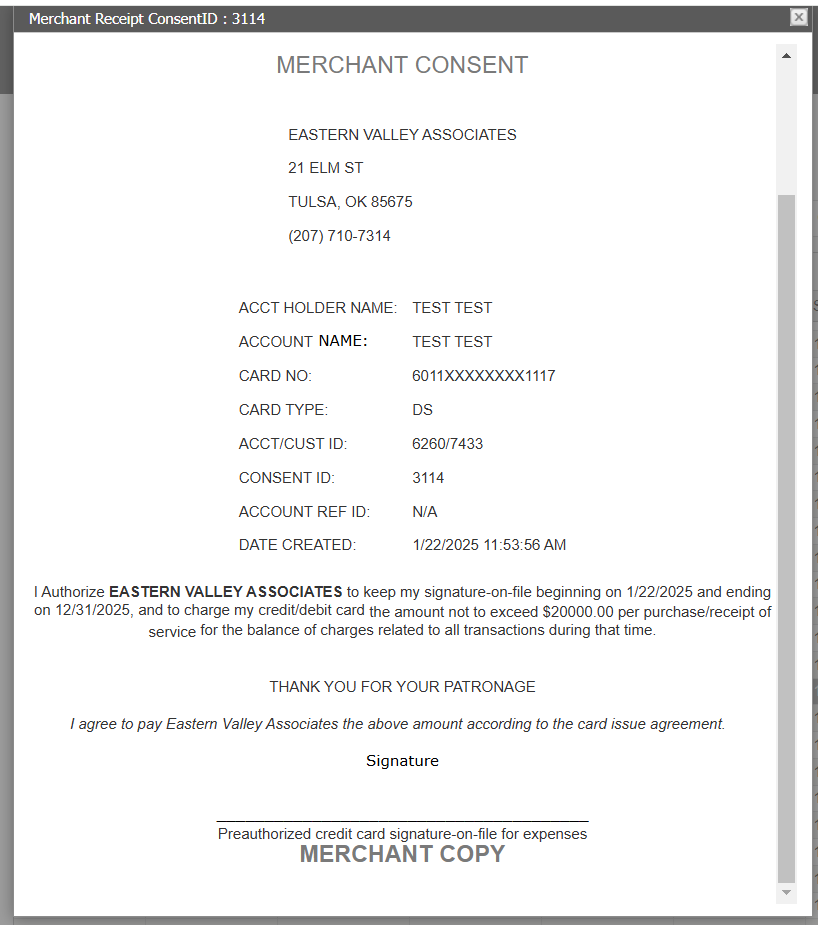 Merchant Receipt ConsentID : 3114
MERCHANT CONSENT
EASTERN VALLEY ASSOCIATES
21 ELM ST
TULSA, OK 85675
(207) 710-7314
ACCT HOLDER NAME: TEST TEST
ACCOUNT NAME: TEST TEST
CARD NO: 6011XXXXXXXX1117
CARD TYPE: DS
ACCT/CUST ID: 6260/7433
CONSENT ID: 3114
ACCOUNT REF ID: N/A
DATE CREATED: 1/22/2025 11:53:56 AM
I Authorize EASTERN VALLEY ASSOCIATES to keep my signature-on-file beginning on 1/22/2025 and ending
on 12/31/2025, and to charge my credit/debit card the amount not to exceed $20000.00 per purchase/receipt of
service for the balance of charges related to all transactions during that time.
THANK YOU FOR YOUR PATRONAGE
I agree to pay Eastern Valley Associates the above amount according to the card issue agreement.
Signature
Preauthorized credit card signature-on-file for expenses
MERCHANT COPY